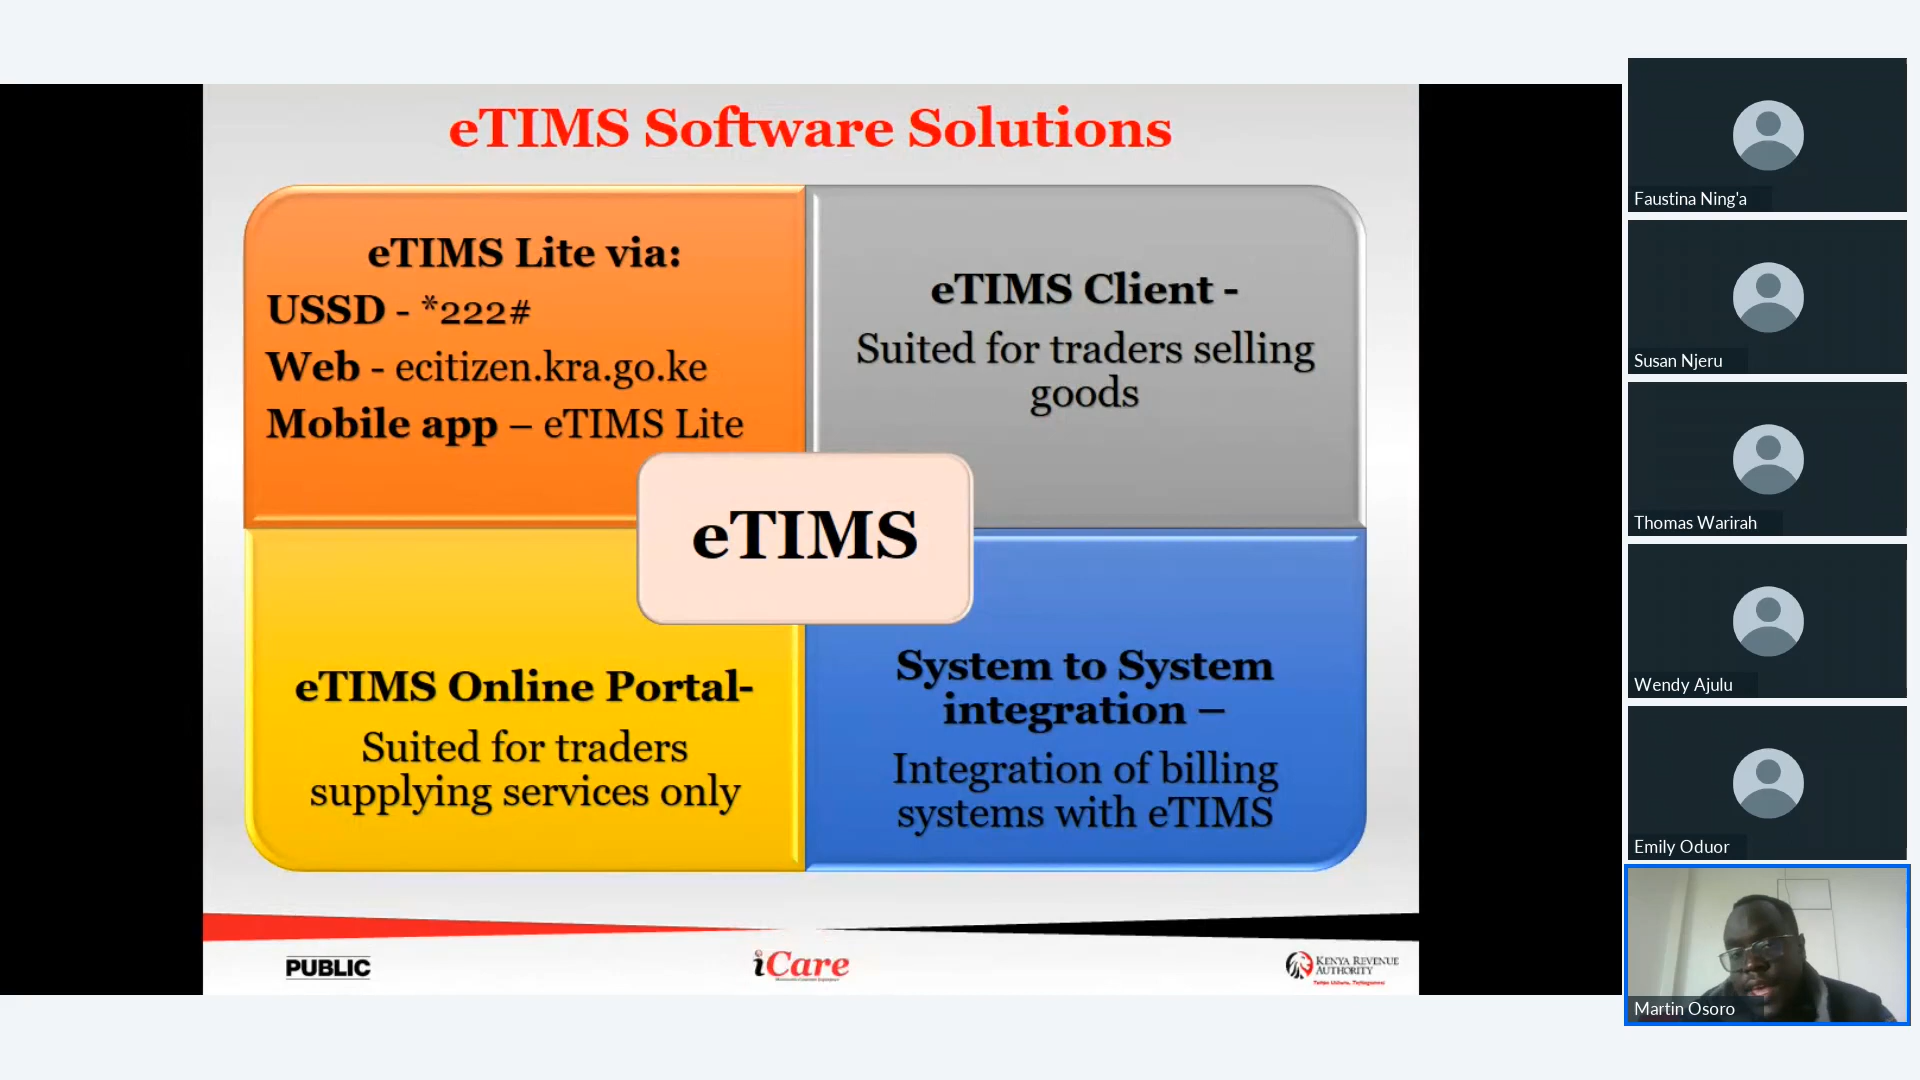 eTIMS Software Solutions
eTIMS Lite via:
USSD - *222#
Web - ecitizen.kra.go.ke
Mobile app – eTIMS Lite
eTIMS Client -
Suited for traders selling
goods
eTIMS
eTIMS Online Portal-
Suited for traders
supplying services only
System to System
integration –
Integration of billing
systems with eTIMS
PUBLIC
iCare
KENYA REVENUE
AUTHORITY
Faustina Ning'a
Susan Njeru
Thomas Warirah
Wendy Ajulu
Emily Oduor
Martin Osoro